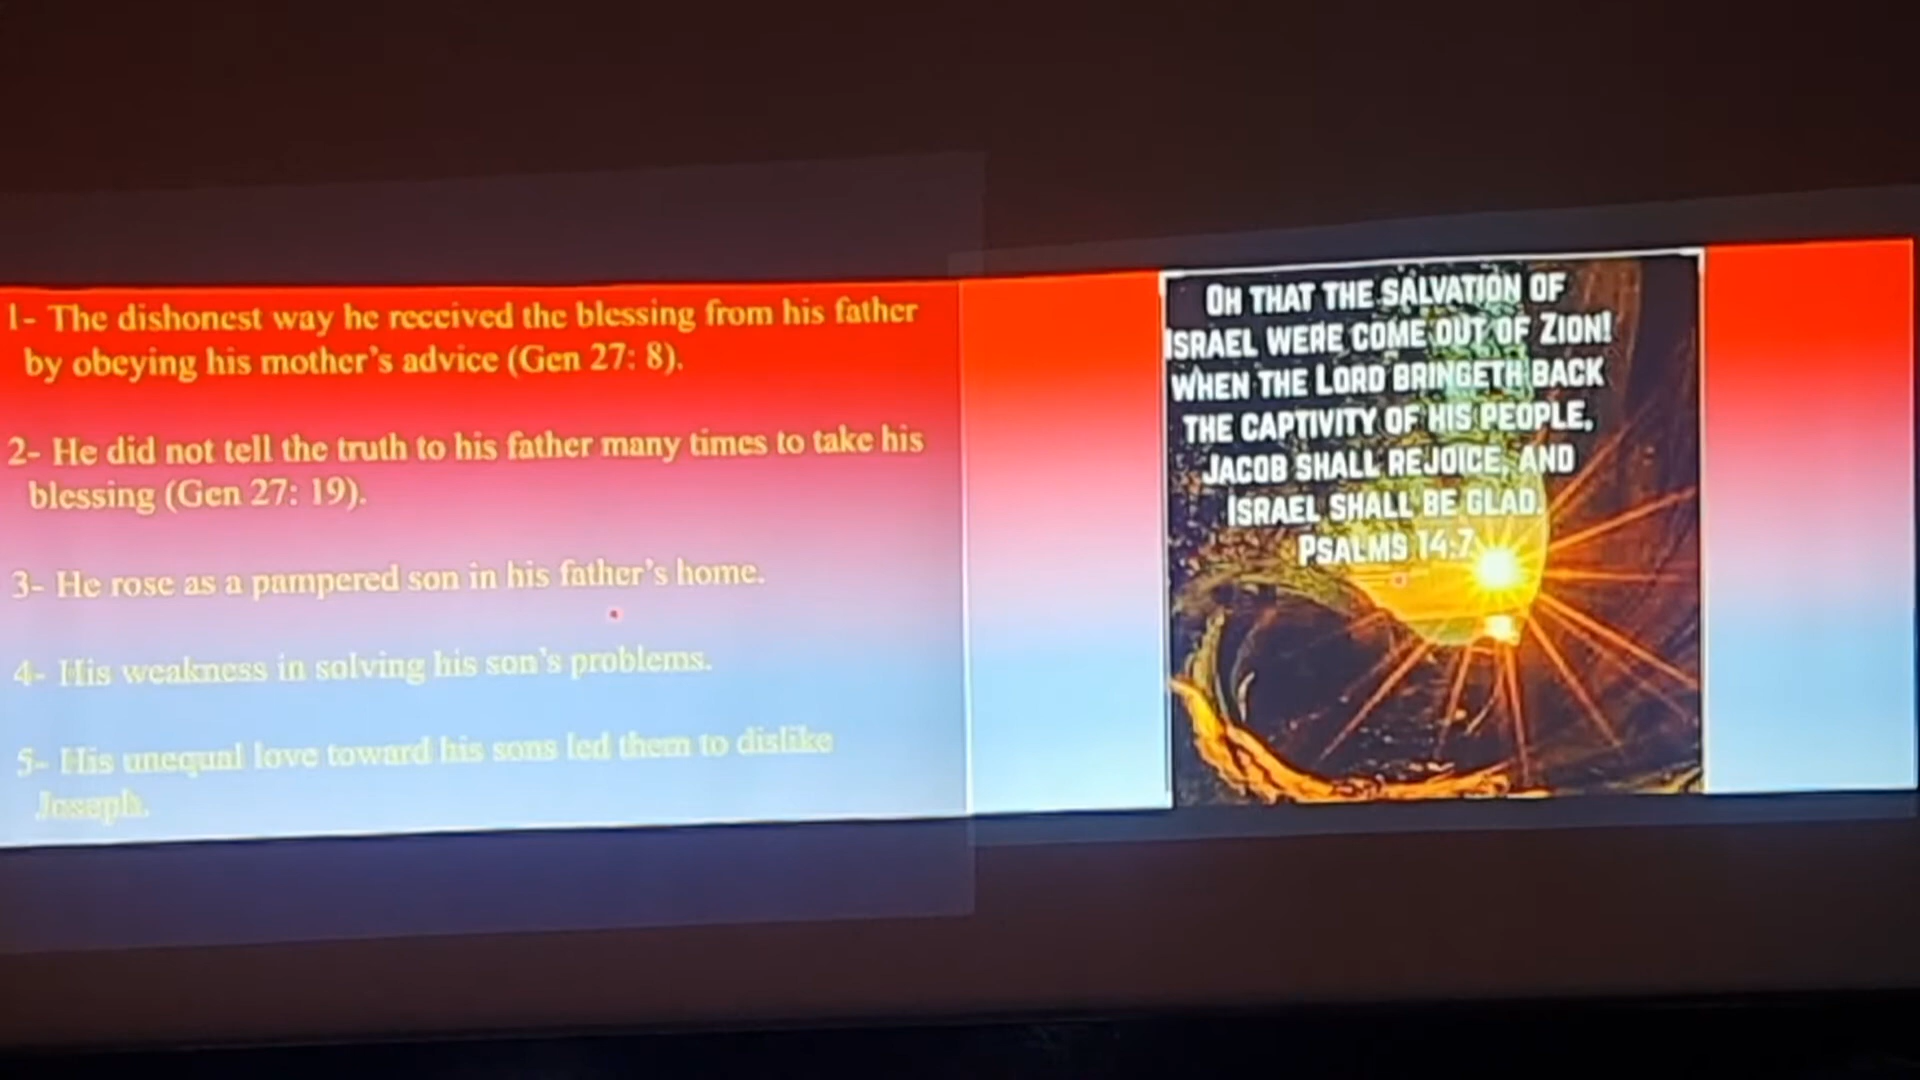 1- The dishonest way he received the blessing from his father
by obeying his mother's advice (Gen 27: 8).
2- He did not tell the truth to his father many times to take his
blessing (Gen 27: 19).
3- He rose as a pampered son in his father's home.
4- His weakness in solving his son's problems.
5- His unequal love toward his sons led them to dislike
Joseph.
OH THAT THE SALVATION OF
ISRAEL WERE COME OUT OF ZION!
WHEN THE LORD BRINGETH BACK
THE CAPTIVITY OF HIS PEOPLE,
JACOB SHALL REJOICE, AND
ISRAEL SHALL BE GLAD.
PSALMS 14:7